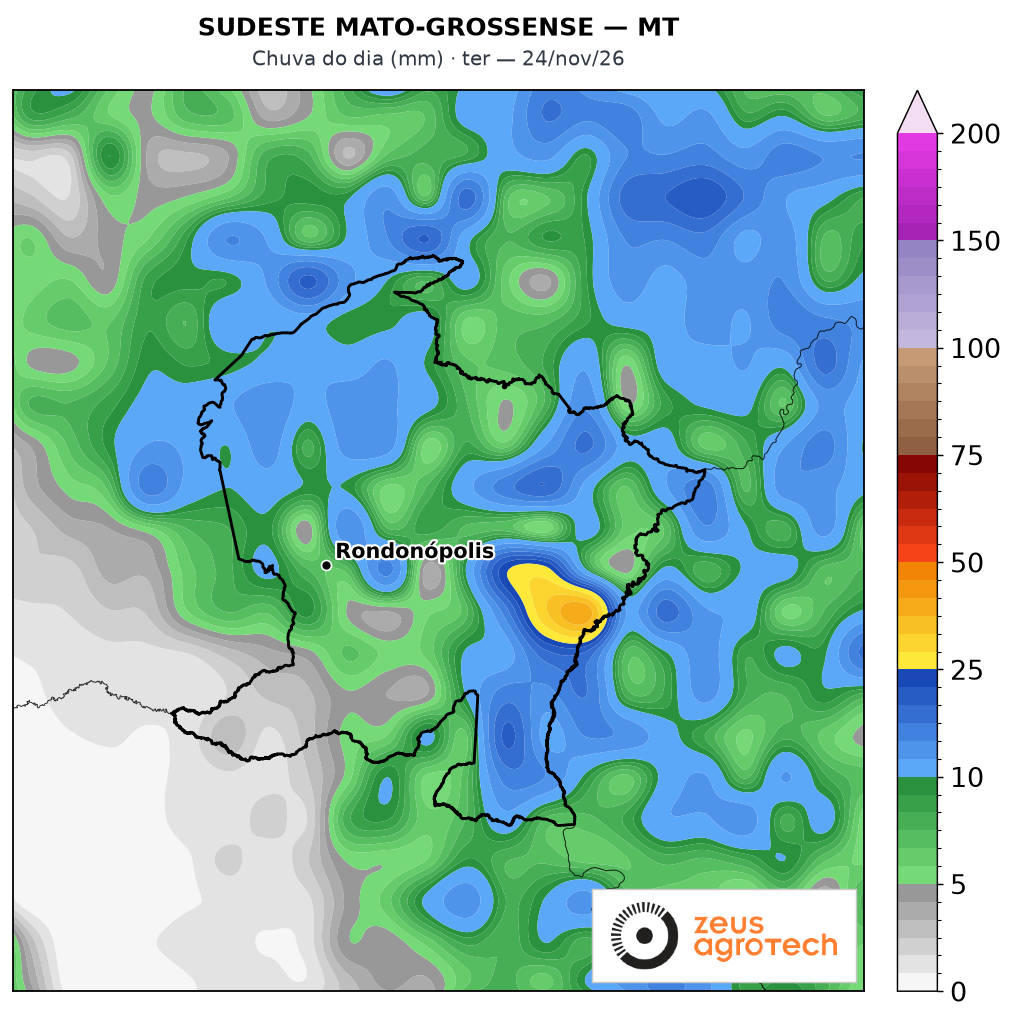 SUDESTE MATO-GROSSENSE — MT
Chuva do dia (mm) · ter — 24/nov/26
200
150
100
75
50
25
10
5
0
Rondonópolis
zeus
agrotech